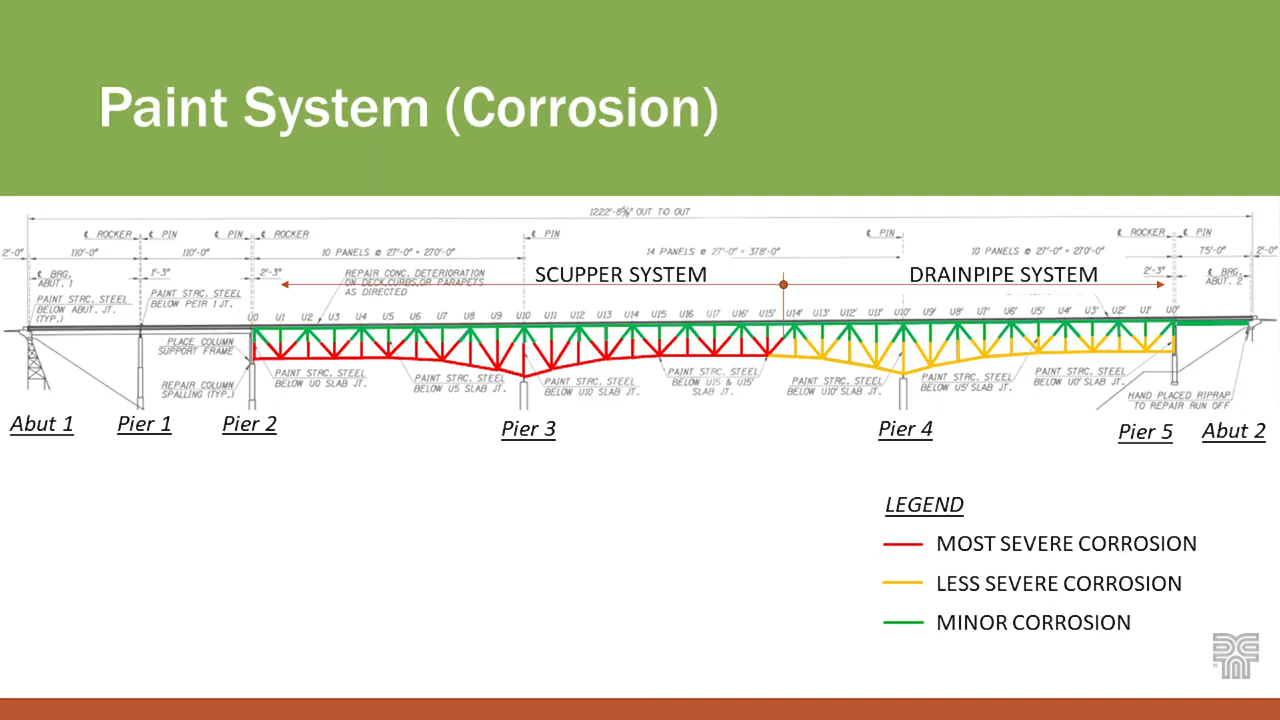 Paint System (Corrosion)
1222'-8⅝" OUT TO OUT
℄ ROCKER ℄ PIN ℄ PIN ℄ ROCKER ℄ PIN ℄ PIN ℄ ROCKER ℄ PIN
2'-0" 110'-0" 110'-0" 10 PANELS @ 27'-0" = 270'-0" 14 PANELS @ 27'-0" = 378'-0" 10 PANELS @ 27'-0" = 270'-0" 75'-0" 2'-0"
℄ BRG. ABUT. 1
1'-3"
2'-3"
REPAIR CONC. DETERIORATION
ON DECK,CURBS,OR PARAPETS
AS DIRECTED
SCUPPER SYSTEM
DRAINPIPE SYSTEM
2'-3"
℄ BRG.
ABUT. 2
PAINT STRC. STEEL
BELOW ABUT. JT.
(TYP.)
PAINT STRC. STEEL
BELOW PEIR 1 JT.
U0 U1 U2 U3 U4 U5 U6 U7 U8 U9 U10 U11 U12 U13 U14 U15 U16 U17 U16' U15' U14' U13' U12' U11' U10' U9' U8' U7' U6' U5' U4' U3' U2' U1' U0'
PLACE COLUMN
SUPPORT FRAME
REPAIR COLUMN
SPALLING (TYP.)
PAINT STRC. STEEL
BELOW U0 SLAB JT.
PAINT STRC. STEEL
BELOW U5 SLAB JT.
PAINT STRC. STEEL
BELOW U10 SLAB JT.
PAINT STRC. STEEL
BELOW U15 & U15'
SLAB JT.
PAINT STRC. STEEL
BELOW U10' SLAB JT.
PAINT STRC. STEEL
BELOW U5' SLAB JT.
PAINT STRC. STEEL
BELOW U0' SLAB JT.
HAND PLACED RIPRAP
TO REPAIR RUN OFF
Abut 1 Pier 1 Pier 2 Pier 3 Pier 4 Pier 5 Abut 2
LEGEND
MOST SEVERE CORROSION
LESS SEVERE CORROSION
MINOR CORROSION